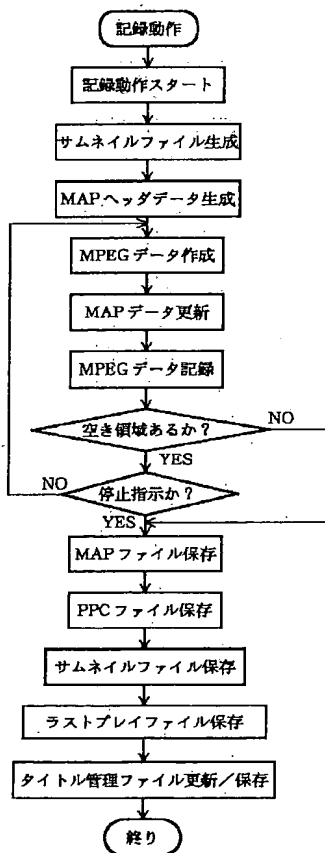 記録動作
記録動作スタート
サムネイルファイル生成
MAPヘッダデータ生成
MPEGデータ作成
MAPデータ更新
MPEGデータ記録
空き領域あるか?
NO
YES
停止指示か?
NO
YES
MAPファイル保存
PPCファイル保存
サムネイルファイル保存
ラストプレイファイル保存
タイトル管理ファイル更新/保存
終り